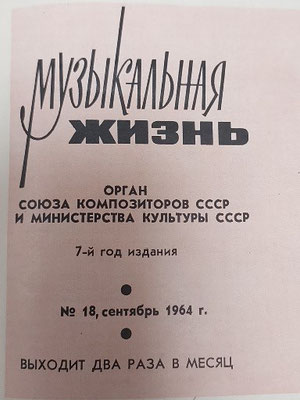 музыкальная
жизнь
ОРГАН
СОЮЗА КОМПОЗИТОРОВ СССР
И МИНИСТЕРСТВА КУЛЬТУРЫ СССР
7-й год издания
№ 18, сентябрь 1964 г.
ВЫХОДИТ ДВА РАЗА В МЕСЯЦ